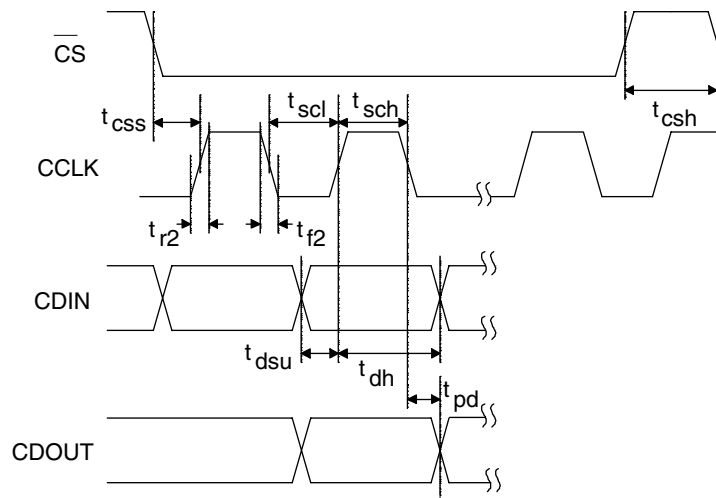 CS
t css
t scl
t sch
t csh
CCLK
t r2
t f2
CDIN
t dsu
t dh
t pd
CDOUT